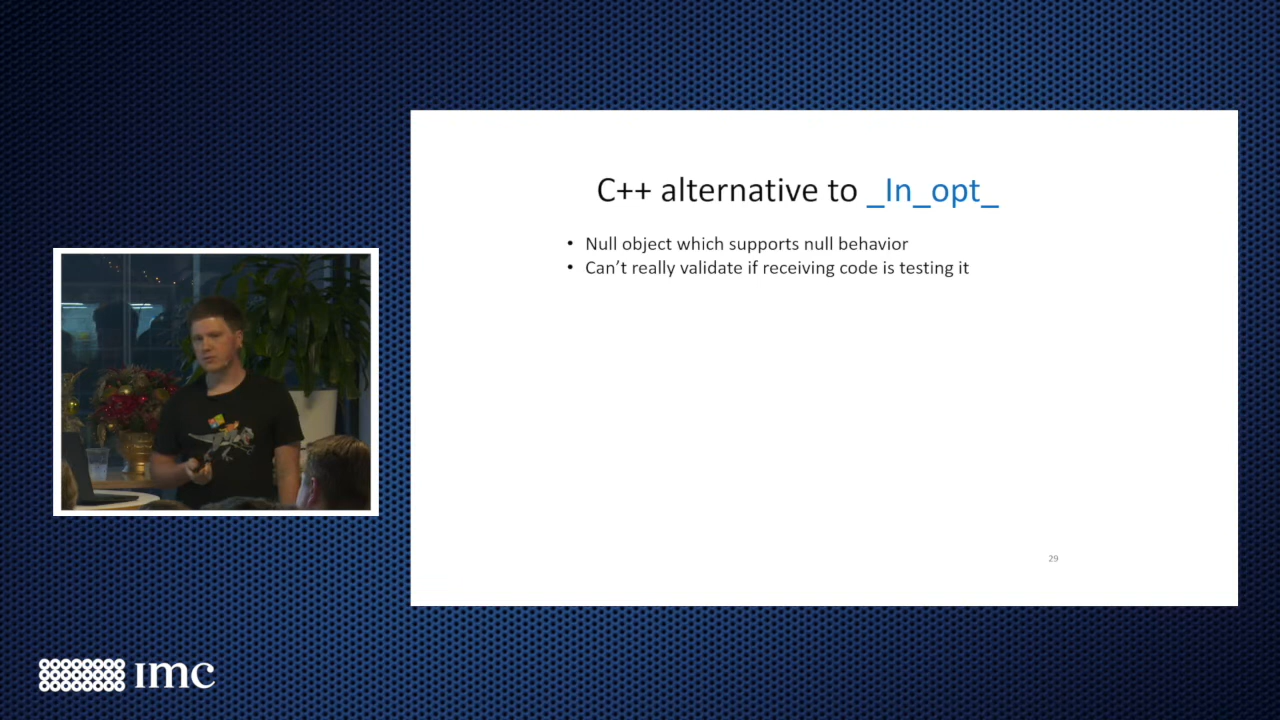 C++ alternative to _In_opt_
• Null object which supports null behavior
• Can't really validate if receiving code is testing it
29
imc